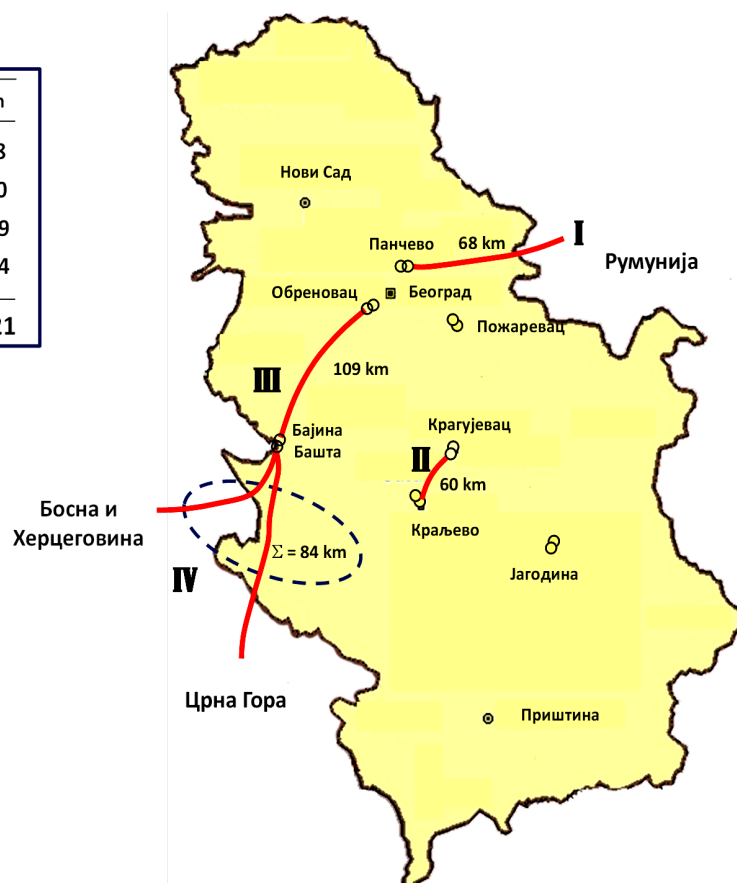 Нови Сад
Панчево
68 km
I
Румунија
Обреновац
Београд
Пожаревац
109 km
III
Бајина
Башта
Крагујевац
II
60 km
Босна и
Херцеговина
Краљево
Σ = 84 km
Јагодина
IV
Црна Гора
Приштина